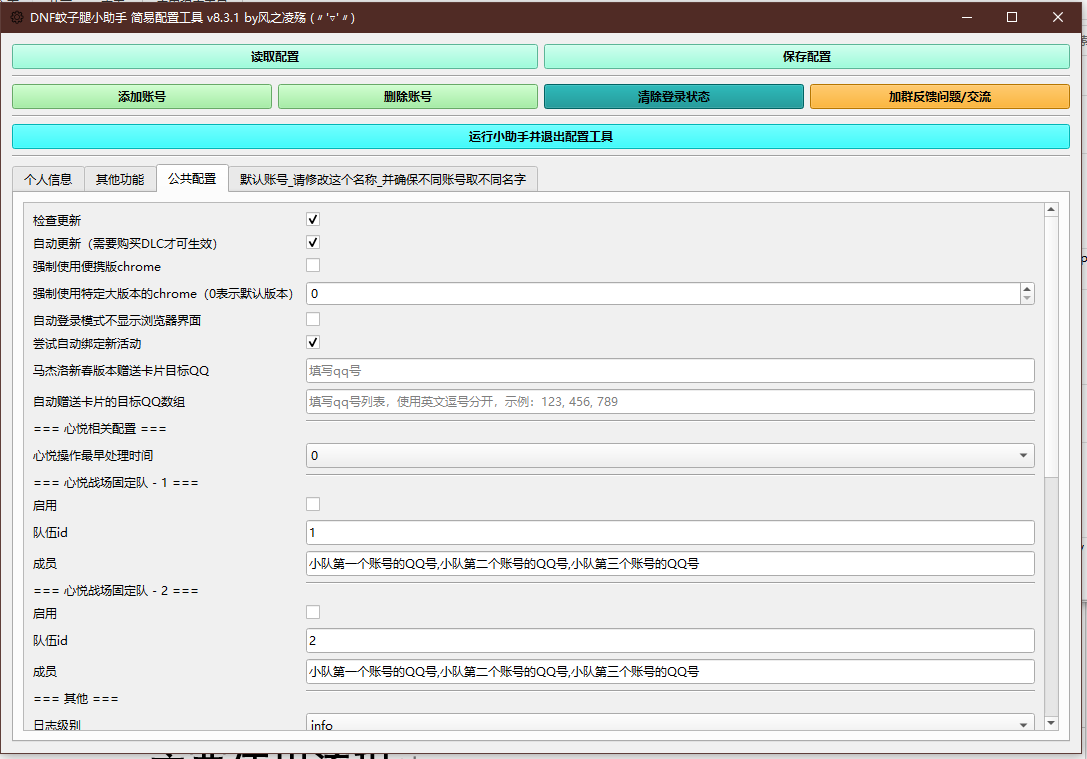 DNF蚊子腿小助手 简易配置工具 v8.3.1 by风之凌殇 (〃'▽'〃)
读取配置 保存配置
添加账号 删除账号 清除登录状态 加群反馈问题/交流
运行小助手并退出配置工具
个人信息 其他功能 公共配置 默认账号_请修改这个名称_并确保不同账号取不同名字
检查更新
自动更新（需要购买DLC才可生效）
强制使用便携版chrome
强制使用特定大版本的chrome（0表示默认版本） 0
自动登录模式不显示浏览器界面
尝试自动绑定新活动
马杰洛新春版本赠送卡片目标QQ 填写qq号
自动赠送卡片的目标QQ数组 填写qq号列表，使用英文逗号分开，示例：123, 456, 789
=== 心悦相关配置 ===
心悦操作最早处理时间 0
=== 心悦战场固定队 - 1 ===
启用
队伍id 1
成员 小队第一个账号的QQ号,小队第二个账号的QQ号,小队第三个账号的QQ号
=== 心悦战场固定队 - 2 ===
启用
队伍id 2
成员 小队第一个账号的QQ号,小队第二个账号的QQ号,小队第三个账号的QQ号
=== 其他 ===
日志级别 info